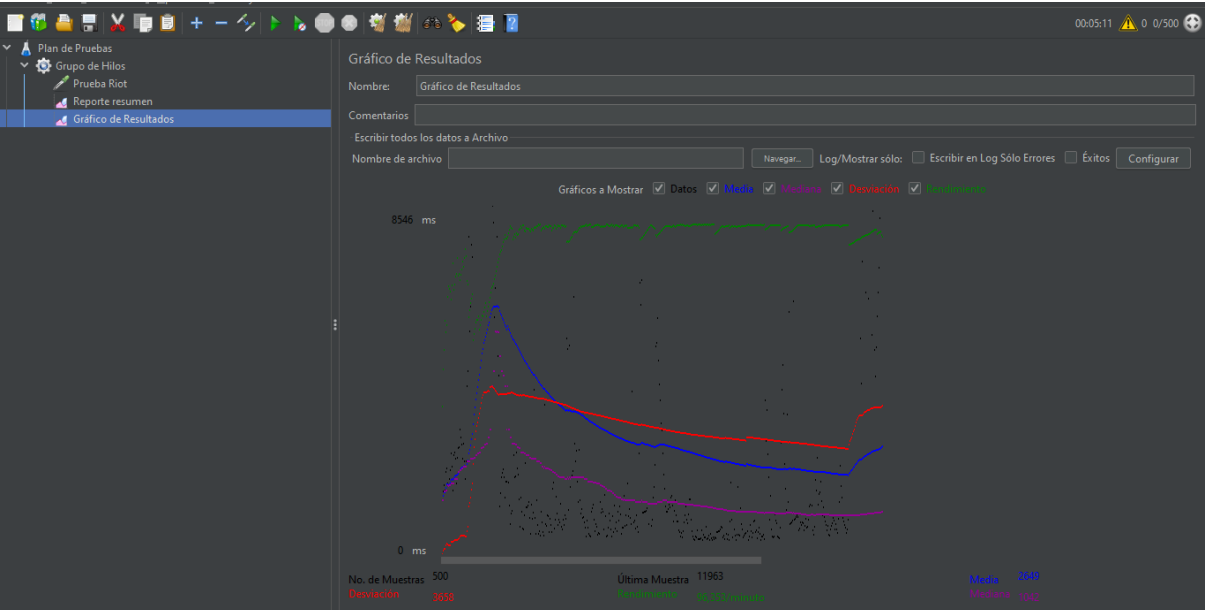 00:05:11 0 0/500
Plan de Pruebas
Grupo de Hilos
Prueba Riot
Reporte resumen
Gráfico de Resultados
Gráfico de Resultados
Nombre: Gráfico de Resultados
Comentarios
Escribir todos los datos a Archivo
Nombre de archivo Navegar... Log/Mostrar sólo: Escribir en Log Sólo Errores Éxitos Configurar
Gráficos a Mostrar Datos Media Mediana Desviación Rendimiento
8546 ms
0 ms
No. de Muestras 500 Última Muestra 11963 Media 2649
Desviación 3658 Rendimiento Mediana